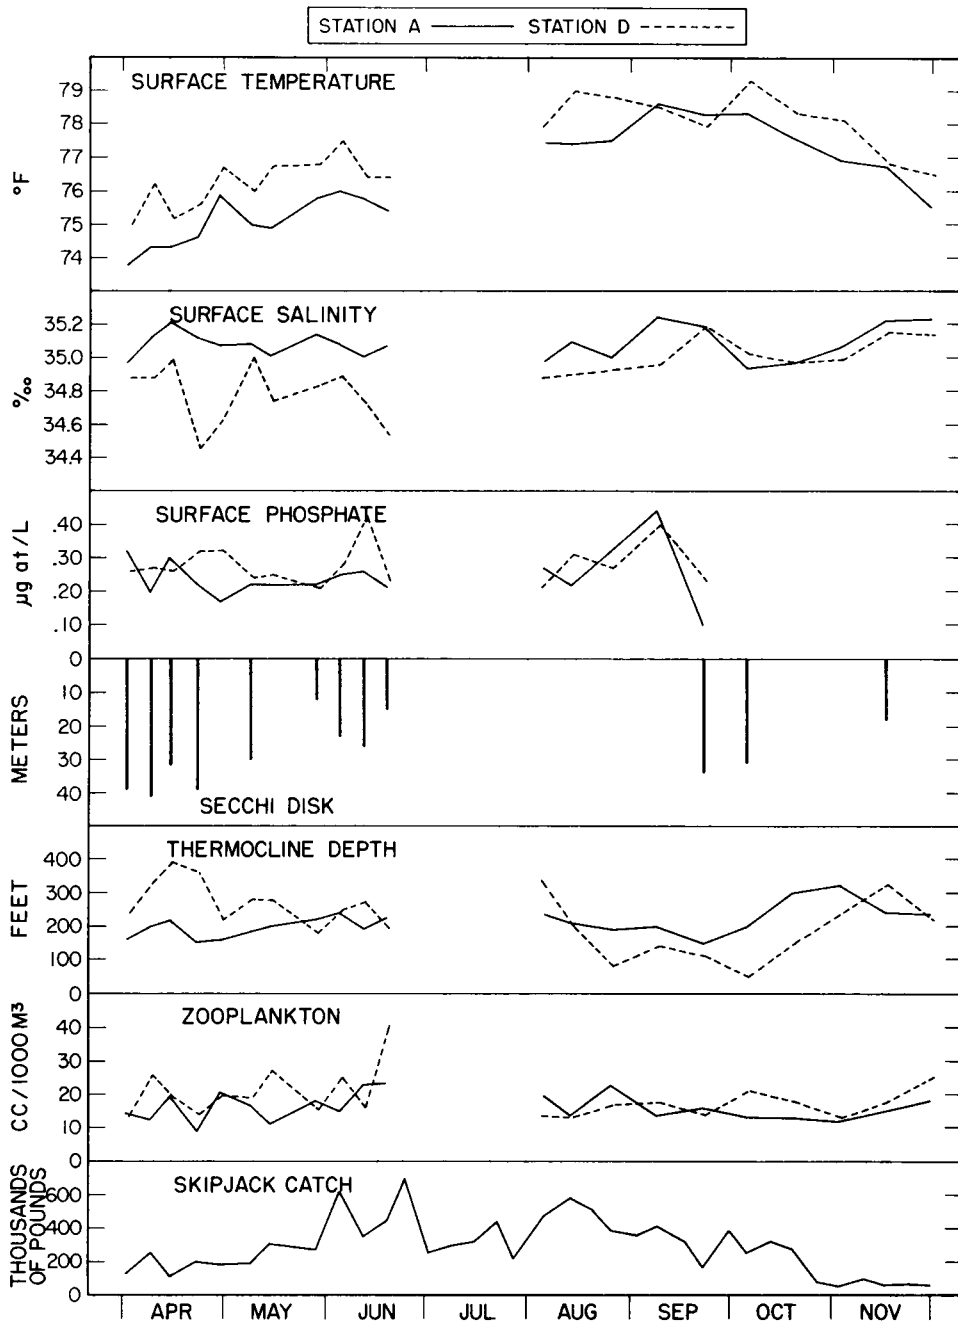 STATION A STATION D
SURFACE TEMPERATURE
°F
79
78
77
76
75
74
SURFACE SALINITY
‰
35.2
35.0
34.8
34.6
34.4
SURFACE PHOSPHATE
µg at/L
.40
.30
.20
.10
0
METERS
10
20
30
40
SECCHI DISK
THERMOCLINE DEPTH
FEET
400
300
200
100
0
ZOOPLANKTON
CC/1000M³
40
30
20
10
0
SKIPJACK CATCH
THOUSANDS
OF POUNDS
600
400
200
0
APR MAY JUN JUL AUG SEP OCT NOV